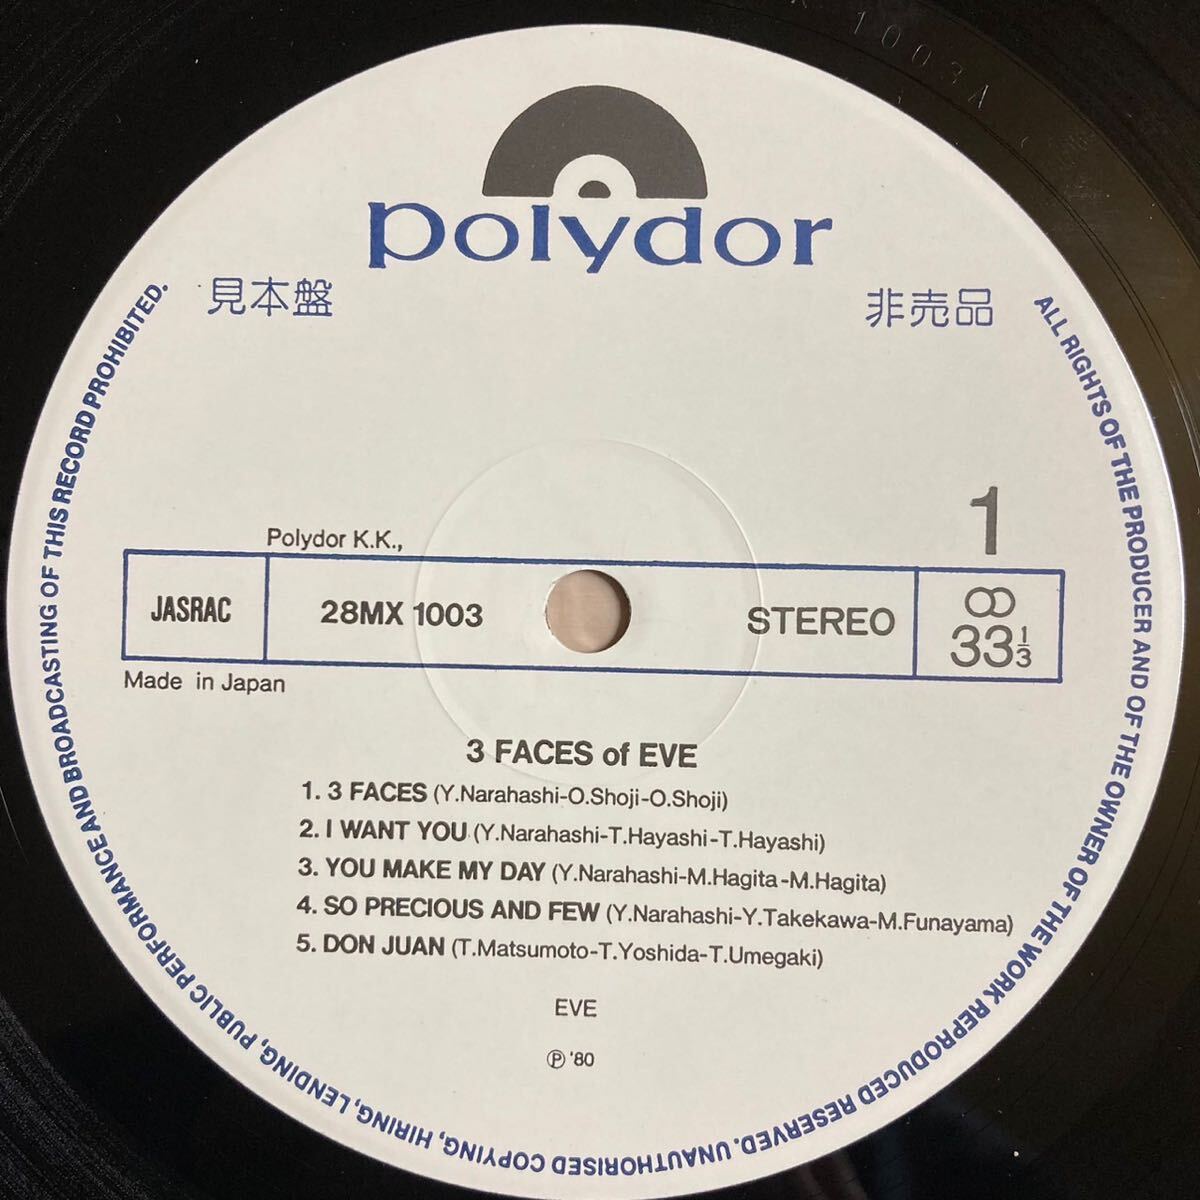 polydor
見本盤
非売品
1
Polydor K.K.,
JASRAC
28MX 1003
STEREO
33 1/3
Made in Japan
3 FACES of EVE
1. 3 FACES (Y.Narahashi-O.Shoji-O.Shoji)
2. I WANT YOU (Y.Narahashi-T.Hayashi-T.Hayashi)
3. YOU MAKE MY DAY (Y.Narahashi-M.Hagita-M.Hagita)
4. SO PRECIOUS AND FEW (Y.Narahashi-Y.Takekawa-M.Funayama)
5. DON JUAN (T.Matsumoto-T.Yoshida-T.Umegaki)
EVE
Ⓟ '80
ALL RIGHTS OF THE PRODUCER AND OF THE OWNER OF THE WORK REPRODUCED RESERVED. UNAUTHORISED COPYING, HIRING, LENDING, PUBLIC PERFORMANCE AND BROADCASTING OF THIS RECORD PROHIBITED.
1003A